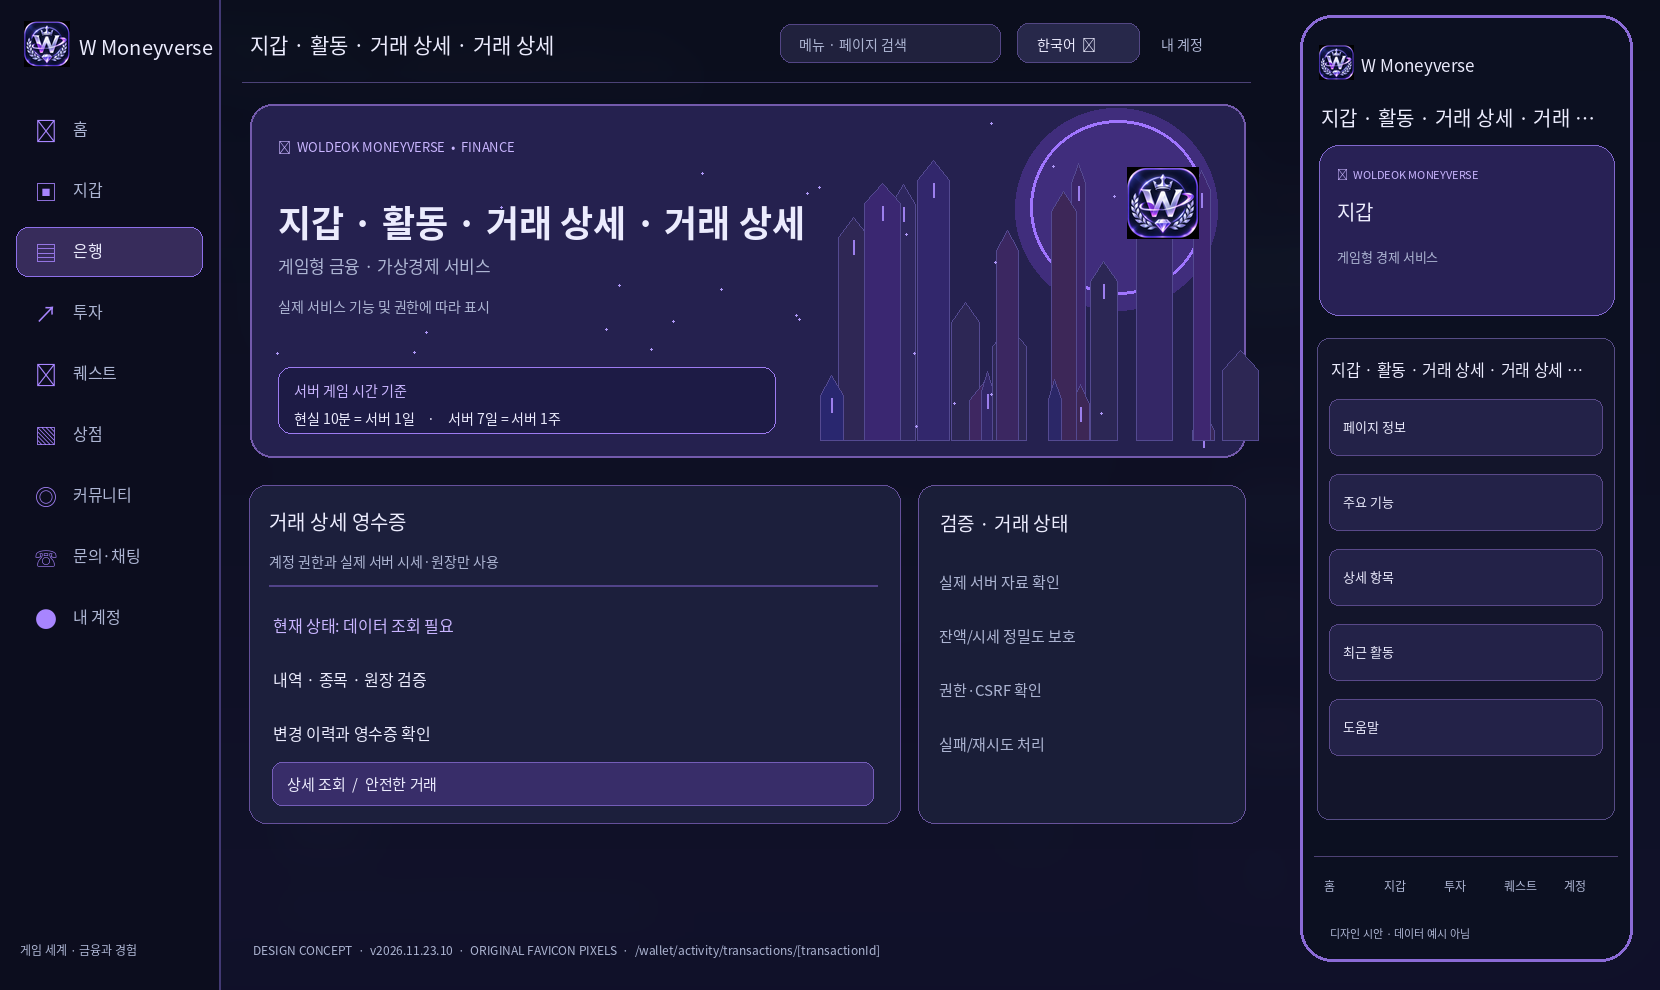 W Moneyverse
홈
지갑
은행
투자
퀘스트
상점
커뮤니티
문의·채팅
내 계정
게임 세계 · 금융과 경험
지갑 · 활동 · 거래 상세 · 거래 상세
메뉴 · 페이지 검색
한국어
내 계정
WOLDEOK MONEYVERSE • FINANCE
지갑 · 활동 · 거래 상세 · 거래 상세
게임형 금융 · 가상경제 서비스
실제 서비스 기능 및 권한에 따라 표시
서버 게임 시간 기준
현실 10분 = 서버 1일 · 서버 7일 = 서버 1주
W
거래 상세 영수증
계정 권한과 실제 서버 시세·원장만 사용
현재 상태: 데이터 조회 필요
내역 · 종목 · 원장 검증
변경 이력과 영수증 확인
상세 조회 / 안전한 거래
검증 · 거래 상태
실제 서버 자료 확인
잔액/시세 정밀도 보호
권한·CSRF 확인
실패/재시도 처리
DESIGN CONCEPT · v2026.11.23.10 · ORIGINAL FAVICON PIXELS · /wallet/activity/transactions/[transactionId]
W Moneyverse
지갑 · 활동 · 거래 상세 · 거래 …
WOLDEOK MONEYVERSE
지갑
게임형 경제 서비스
지갑 · 활동 · 거래 상세 · 거래 상세 …
페이지 정보
주요 기능
상세 항목
최근 활동
도움말
홈 지갑 투자 퀘스트 계정
디자인 시안 · 데이터 예시 아님